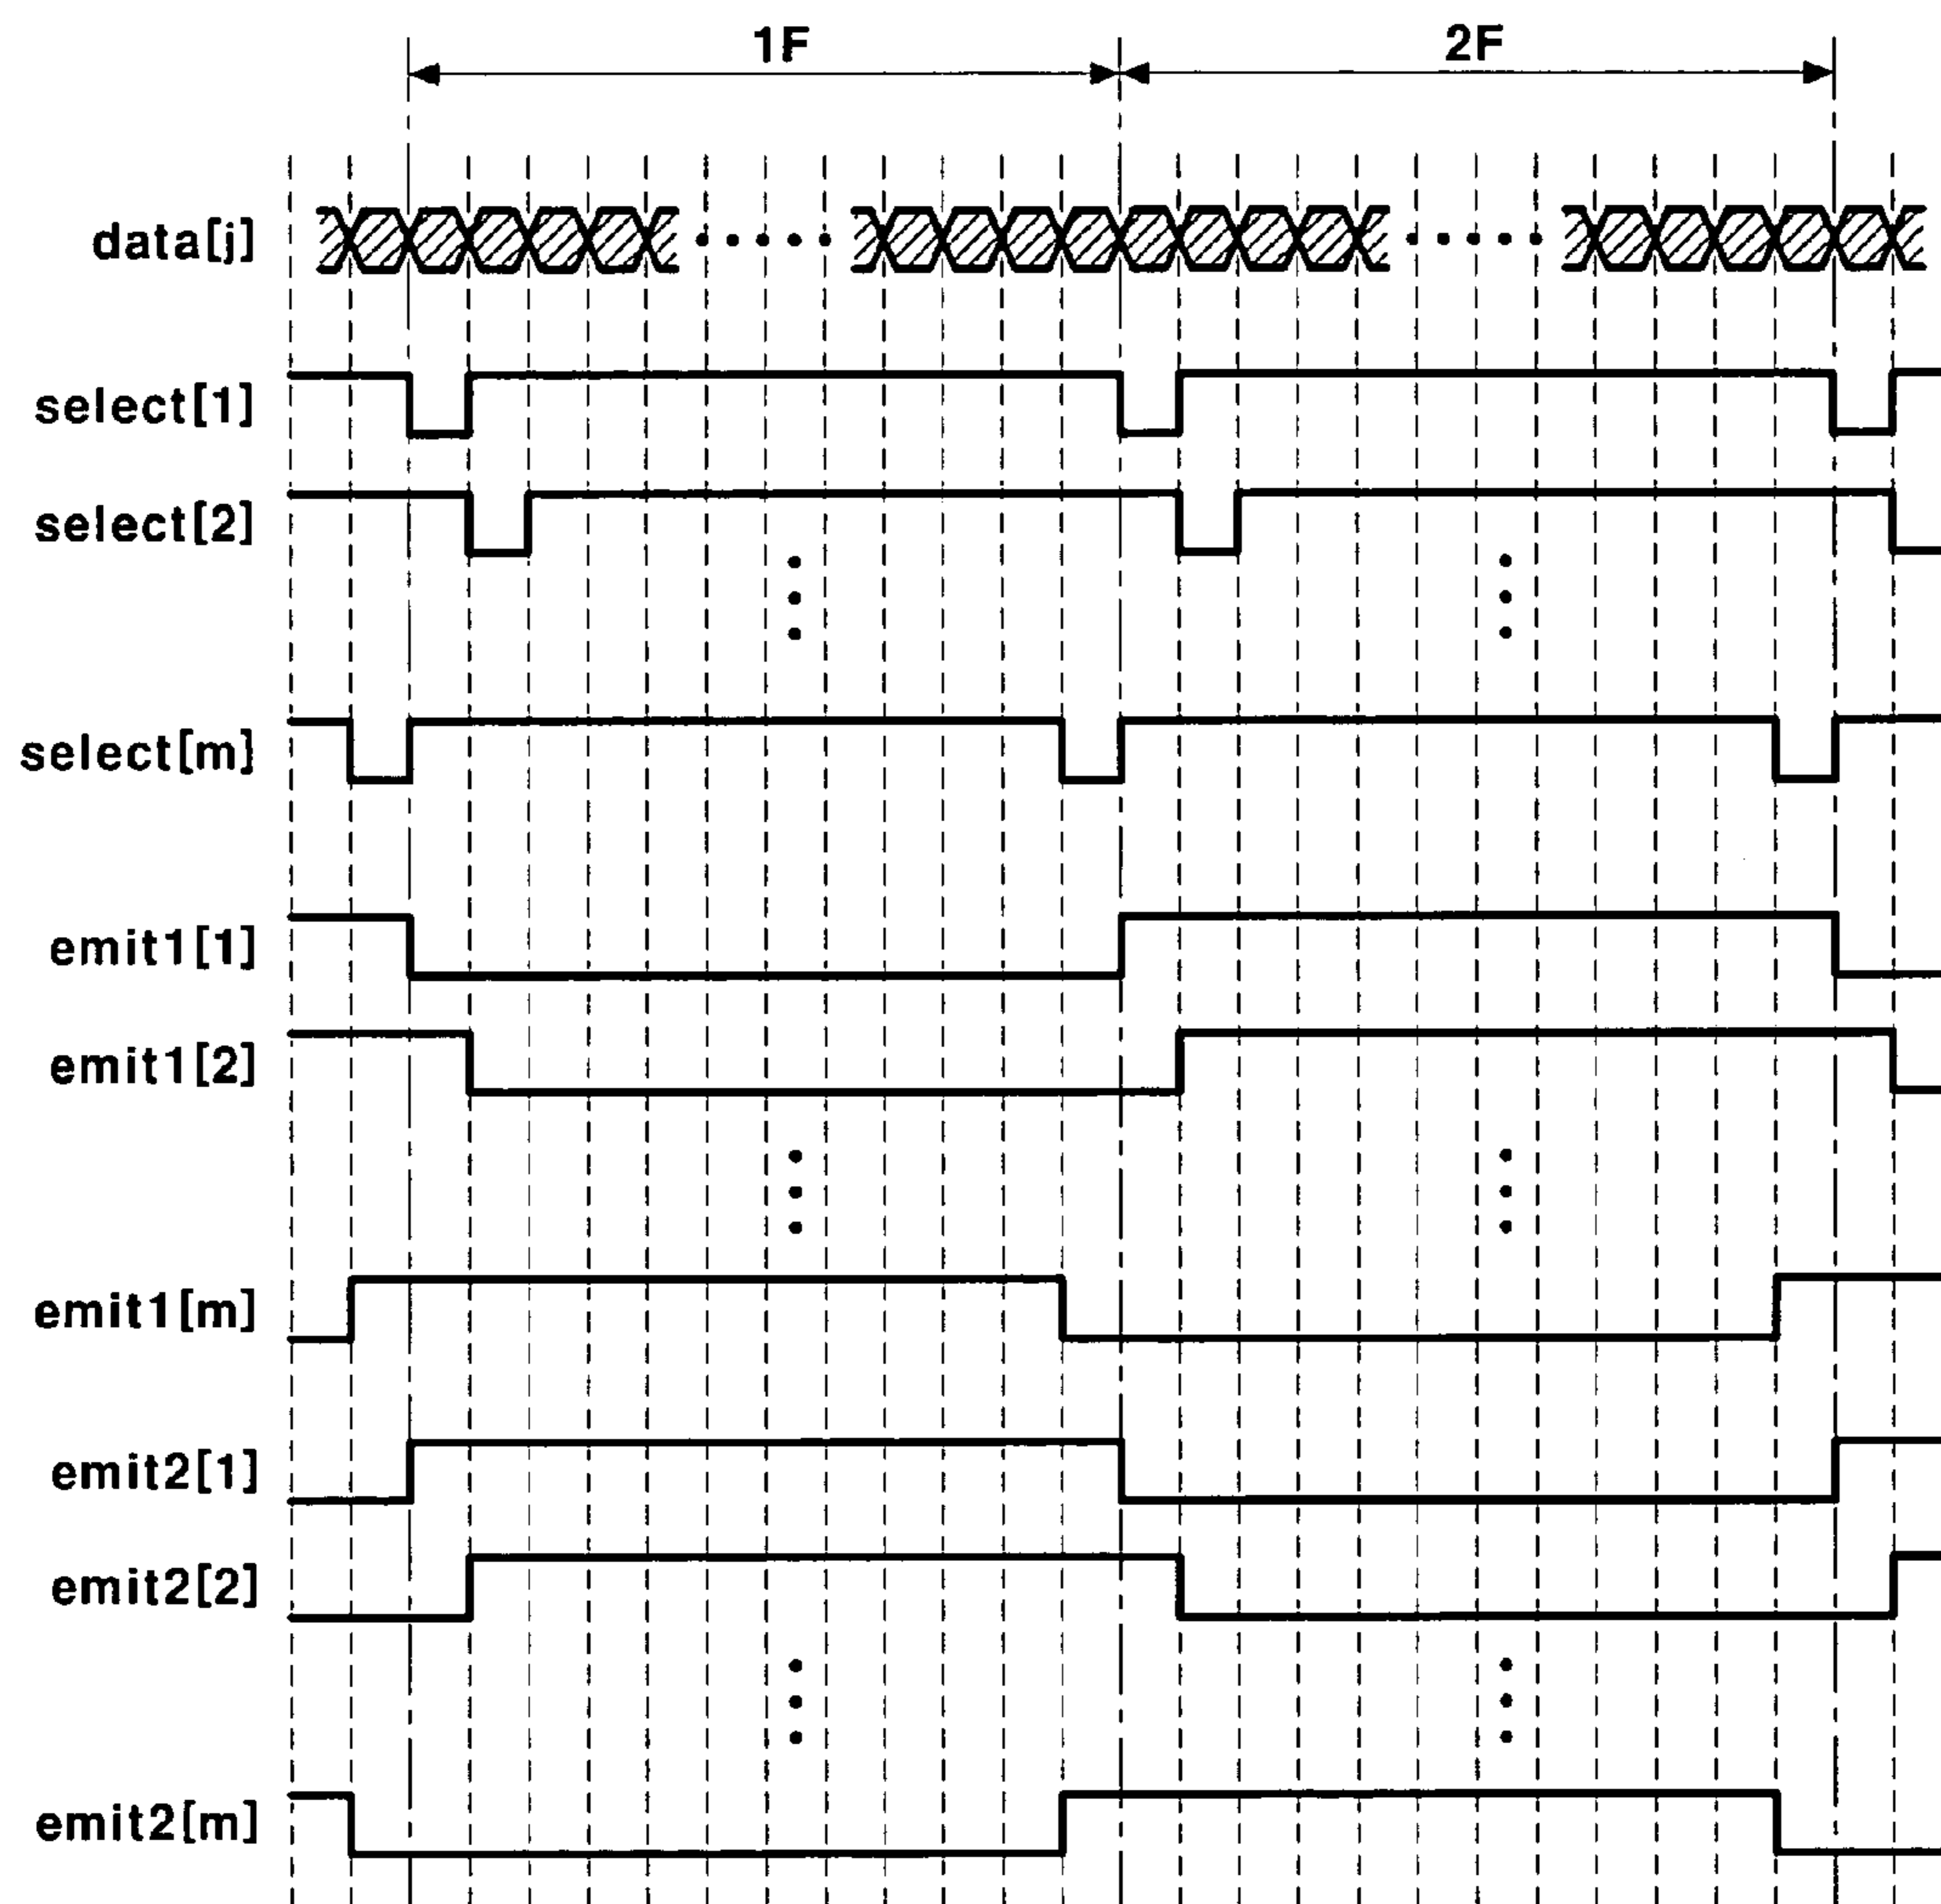 1F
2F
data[j]
select[1]
select[2]
select[m]
emit1[1]
emit1[2]
emit1[m]
emit2[1]
emit2[2]
emit2[m]